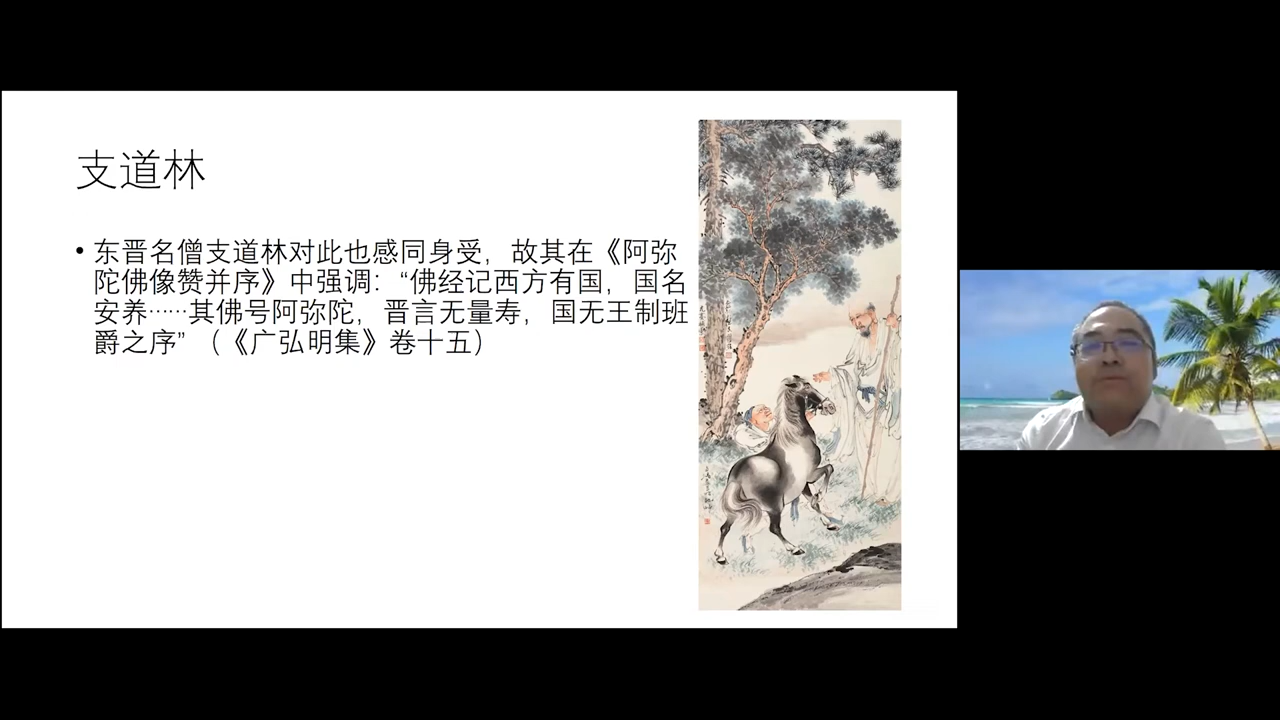 支道林
• 东晋名僧支道林对此也感同身受，故其在《阿弥
陀佛像赞并序》中强调：“佛经记西方有国，国名
安养……其佛号阿弥陀，晋言无量寿，国无王制班
爵之序”（《广弘明集》卷十五）